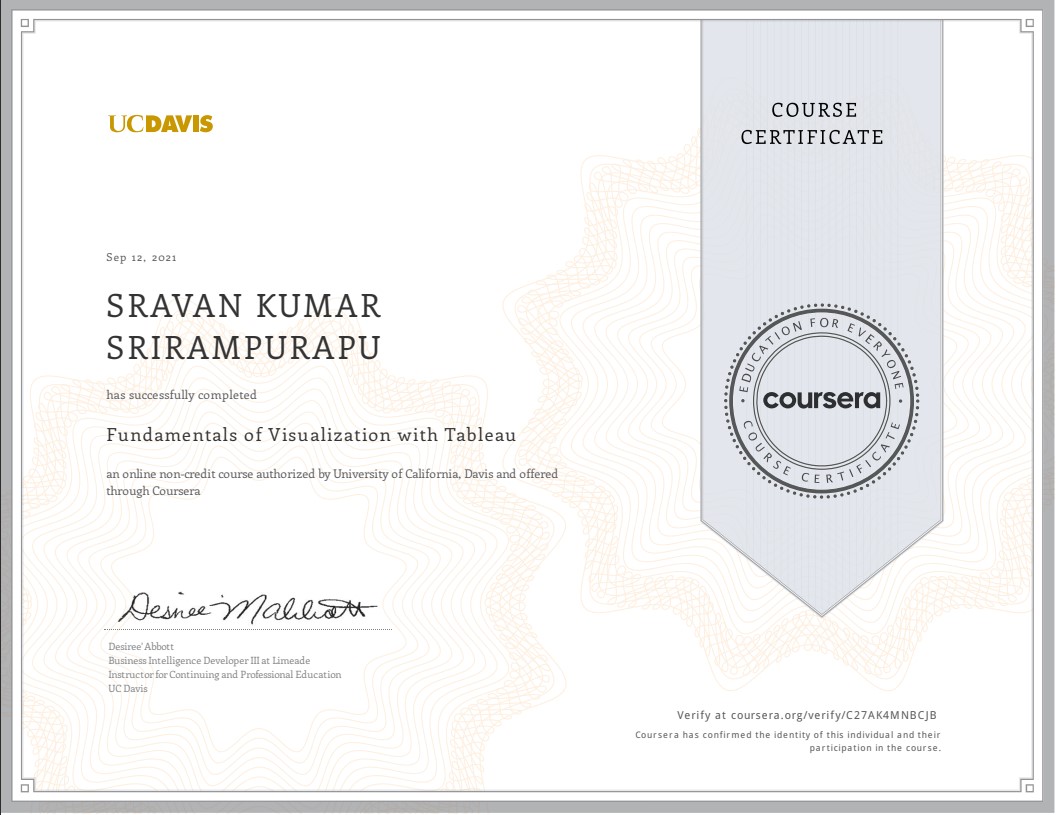 UCDAVIS
COURSE
CERTIFICATE
Sep 12, 2021
SRAVAN KUMAR
SRIRAMPURAPU
has successfully completed
Fundamentals of Visualization with Tableau
an online non-credit course authorized by University of California, Davis and offered
through Coursera
EDUCATION FOR EVERYONE
coursera
COURSE CERTIFICATE
Desiree' Abbott
Business Intelligence Developer III at Limeade
Instructor for Continuing and Professional Education
UC Davis
Verify at coursera.org/verify/C27AK4MNBCJB
Coursera has confirmed the identity of this individual and their
participation in the course.